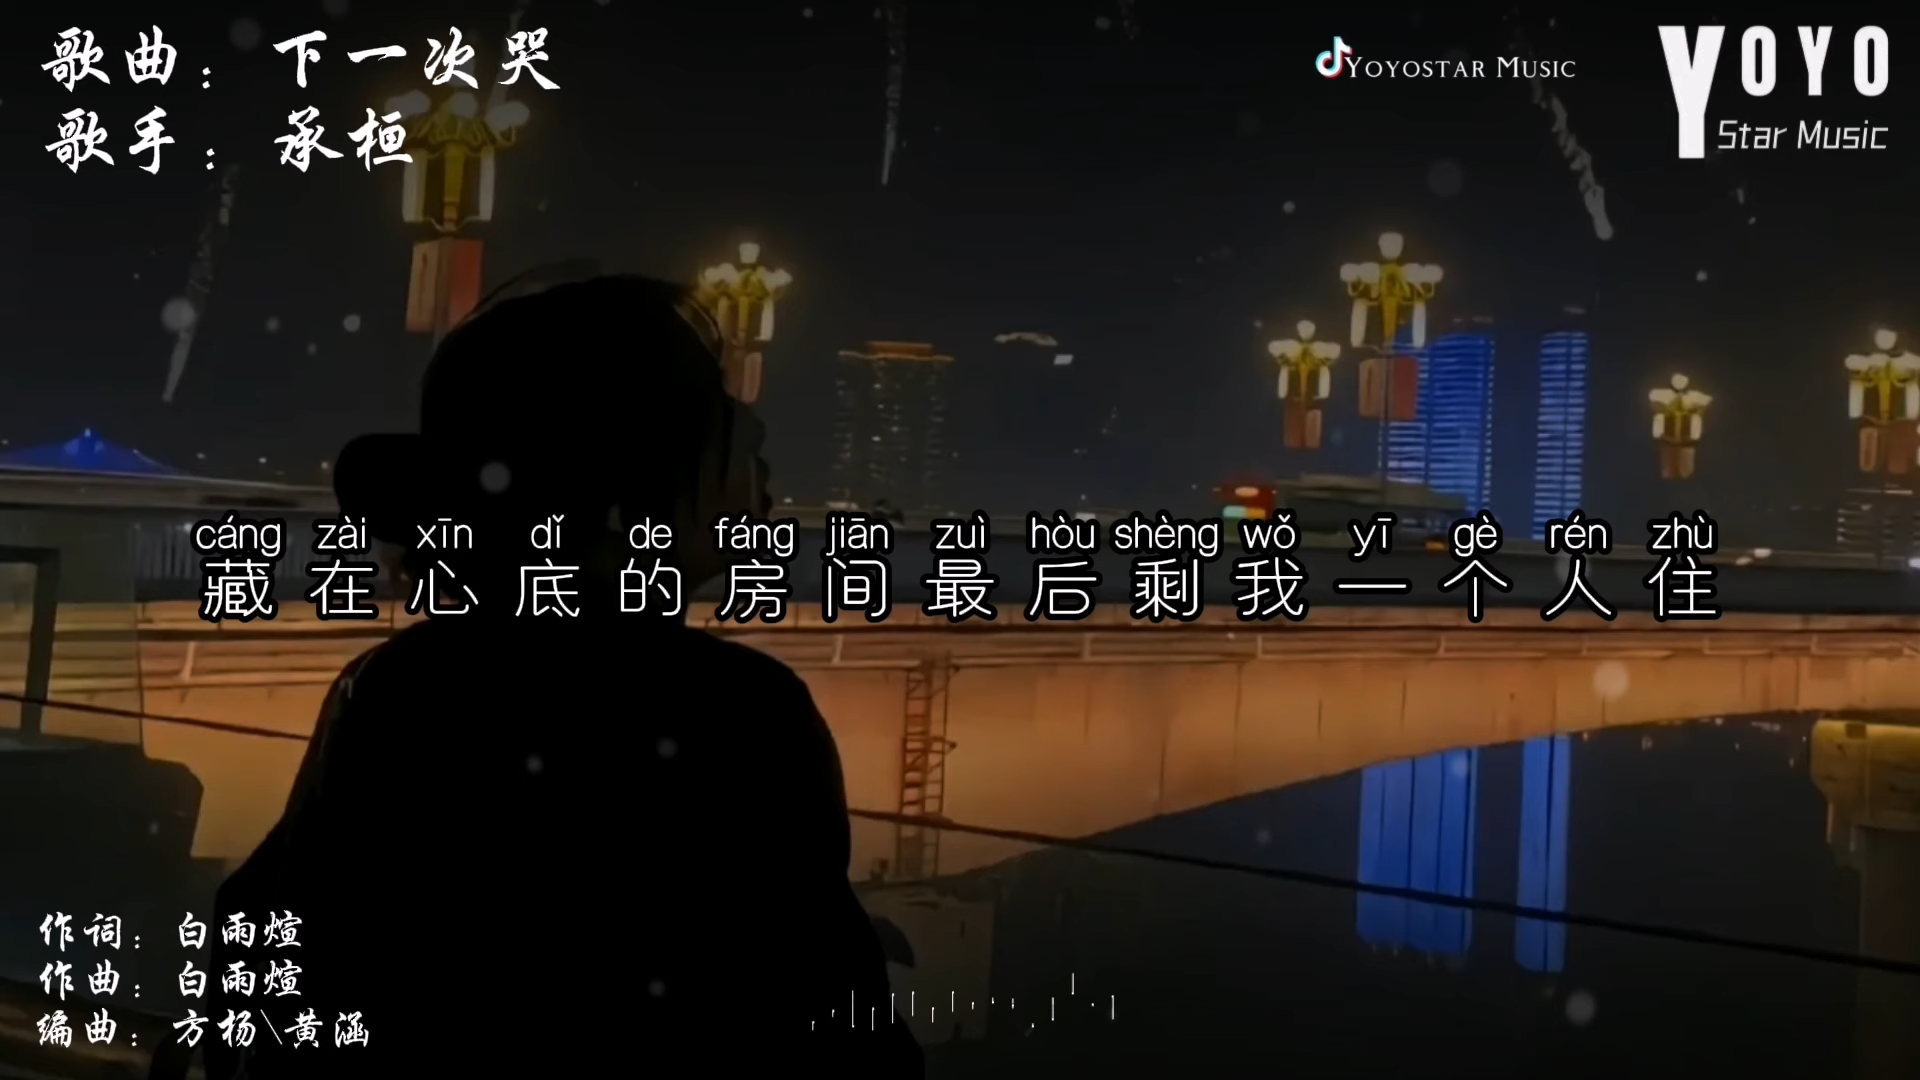 歌曲：下一次哭
歌手：承桓
YOYOSTAR MUSIC
YOYO
Star Music
cáng zài xīn dǐ de fáng jiān zuì hòu shèng wǒ yī gè rén zhù
藏在心底的房间最后剩我一个人住
作词：白雨煊
作曲：白雨煊
编曲：方杨\黄涵